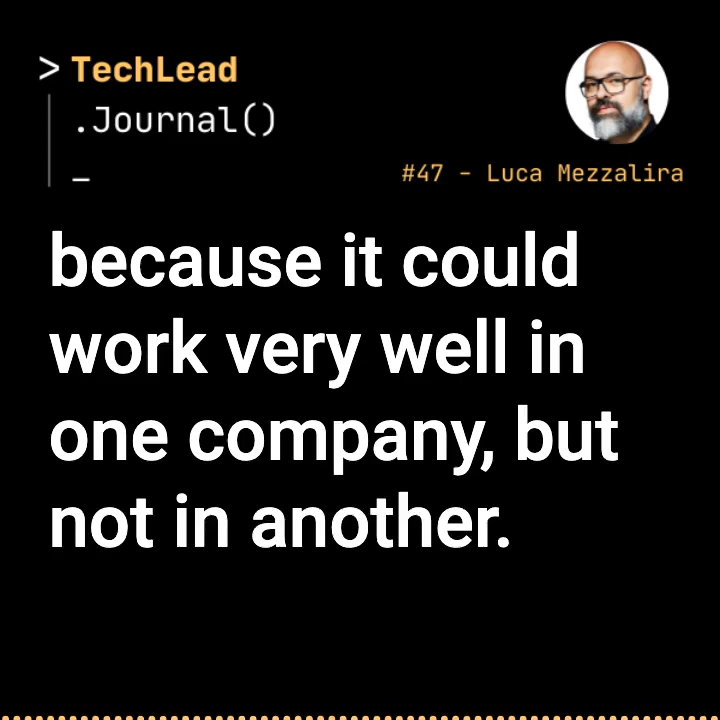 > TechLead
.Journal()
_
#47 - Luca Mezzalira
because it could
work very well in
one company, but
not in another.